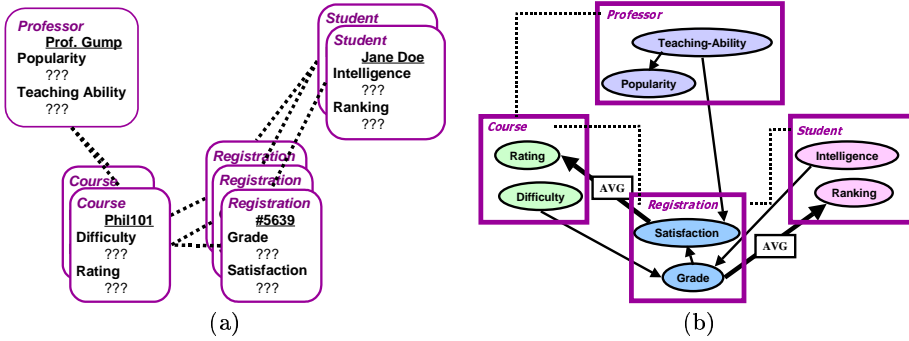 Professor
Prof. Gump
Popularity
???
Teaching Ability
???
Student
Student
Jane Doe
Intelligence
???
Ranking
???
Course
Course
Phil101
Difficulty
???
Rating
???
Registration
Registration
Registration
#5639
Grade
???
Satisfaction
???
(a)
Professor
Teaching-Ability
Popularity
Course
Rating
Difficulty
AVG
Registration
Satisfaction
Grade
Student
Intelligence
Ranking
AVG
(b)